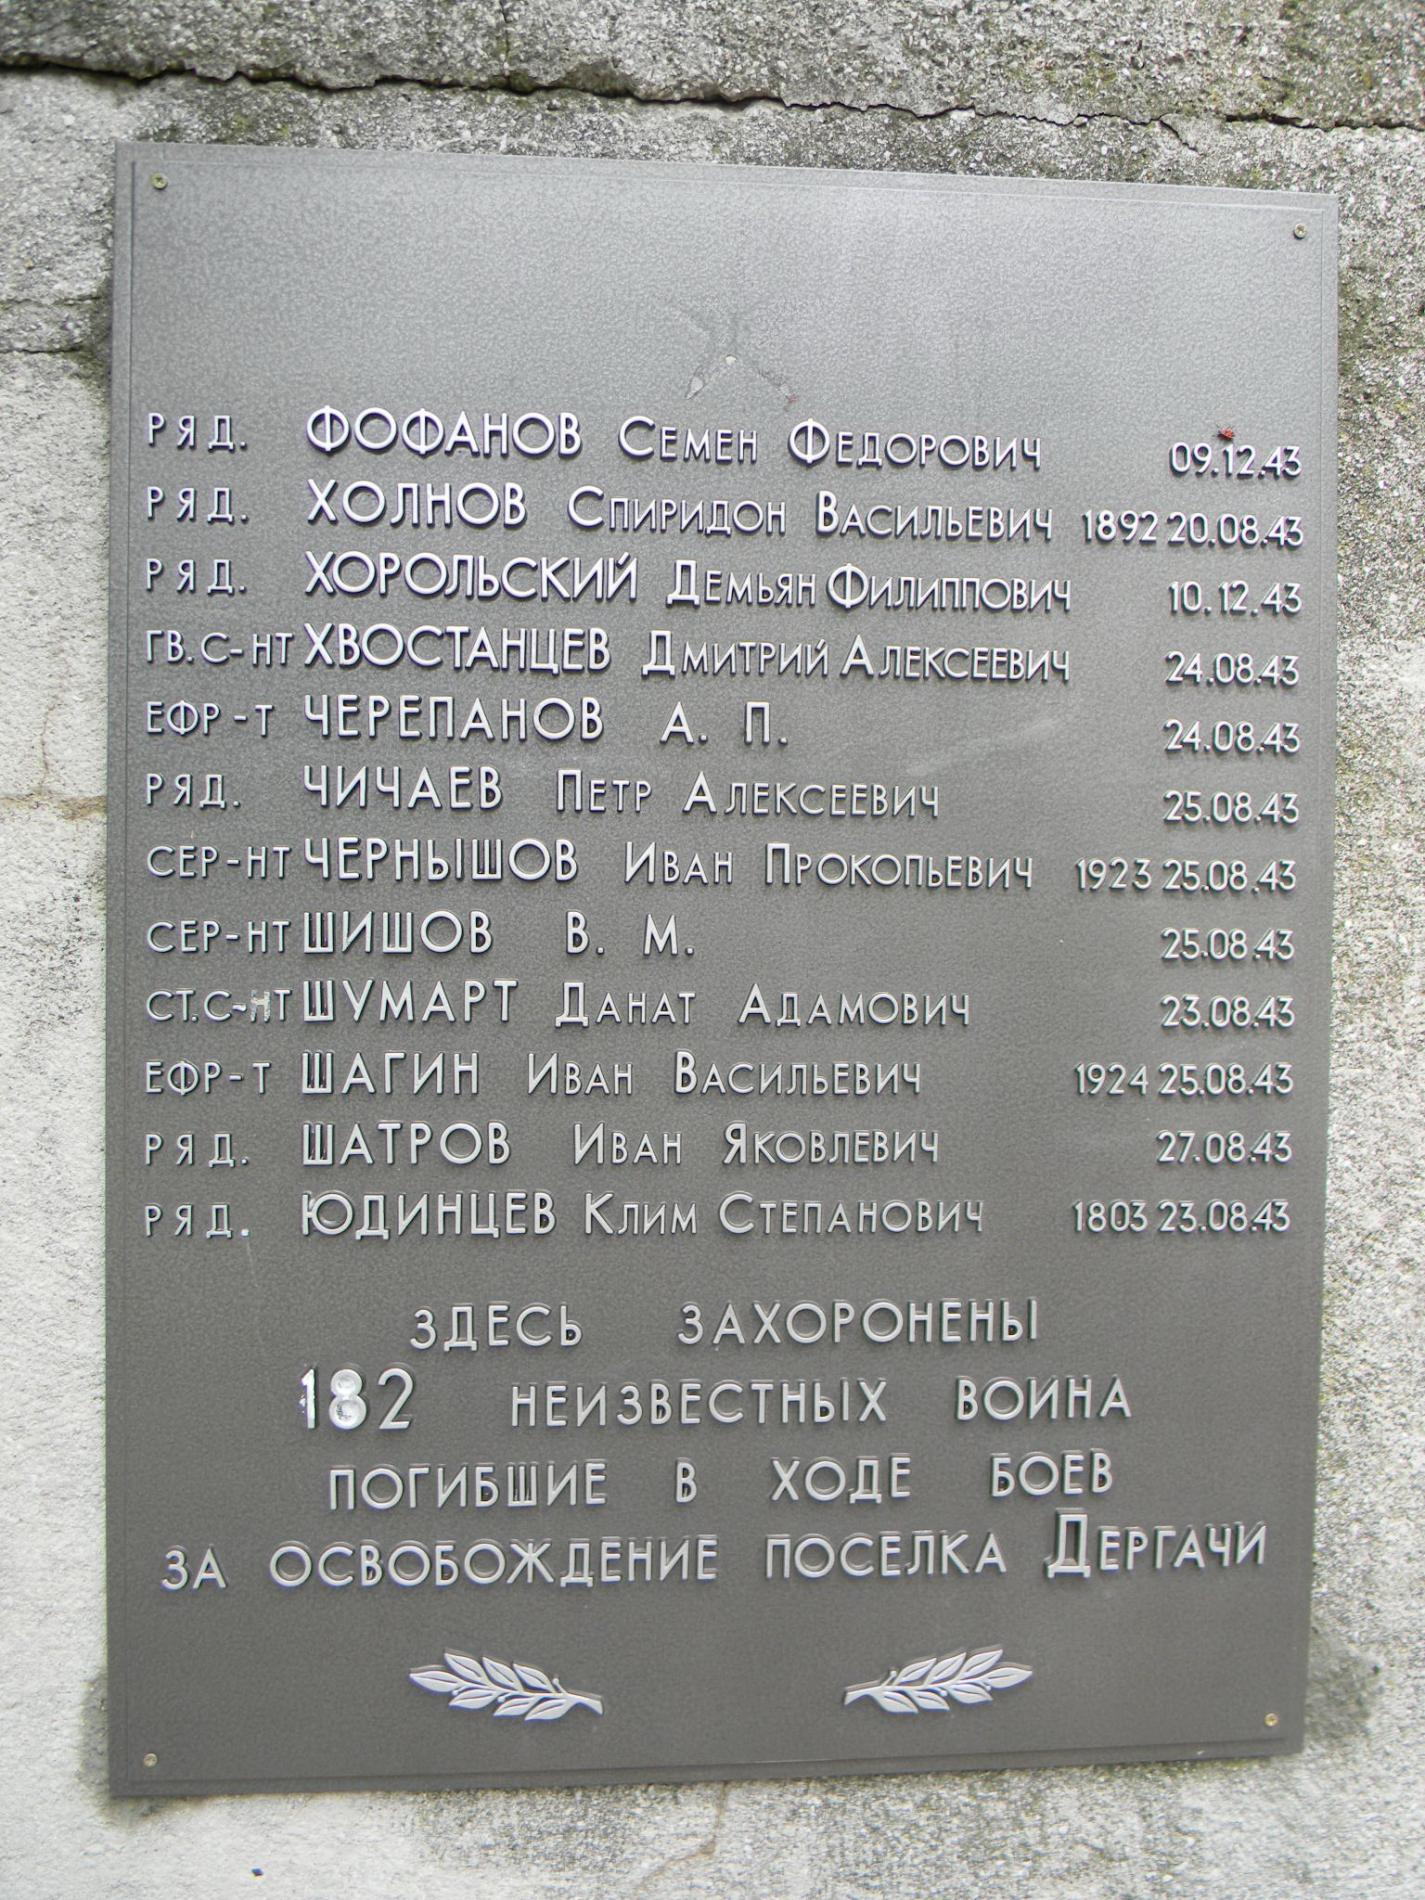 РЯД. ФОФАНОВ СЕМЕН ФЕДОРОВИЧ 09.12.43
РЯД. ХОЛНОВ СПИРИДОН ВАСИЛЬЕВИЧ 1892 20.08.43
РЯД. ХОРОЛЬСКИЙ ДЕМЬЯН ФИЛИППОВИЧ 10.12.43
ГВ. С-НТ ХВОСТАНЦЕВ ДМИТРИЙ АЛЕКСЕЕВИЧ 24.08.43
ЕФР-Т ЧЕРЕПАНОВ А. П. 24.08.43
РЯД. ЧИЧАЕВ ПЕТР АЛЕКСЕЕВИЧ 25.08.43
СЕР-НТ ЧЕРНЫШОВ ИВАН ПРОКОПЬЕВИЧ 1923 25.08.43
СЕР-НТ ШИШОВ В. М. 25.08.43
СТ. С-НТ ШУМАРТ ДАНАТ АДАМОВИЧ 23.08.43
ЕФР-Т ШАГИН ИВАН ВАСИЛЬЕВИЧ 1924 25.08.43
РЯД. ШАТРОВ ИВАН ЯКОВЛЕВИЧ 27.08.43
РЯД. ЮДИНЦЕВ КЛИМ СТЕПАНОВИЧ 1803 23.08.43
ЗДЕСЬ ЗАХОРОНЕНЫ
182 НЕИЗВЕСТНЫХ ВОИНА
ПОГИБШИЕ В ХОДЕ БОЕВ
ЗА ОСВОБОЖДЕНИЕ ПОСЕЛКА ДЕРГАЧИ